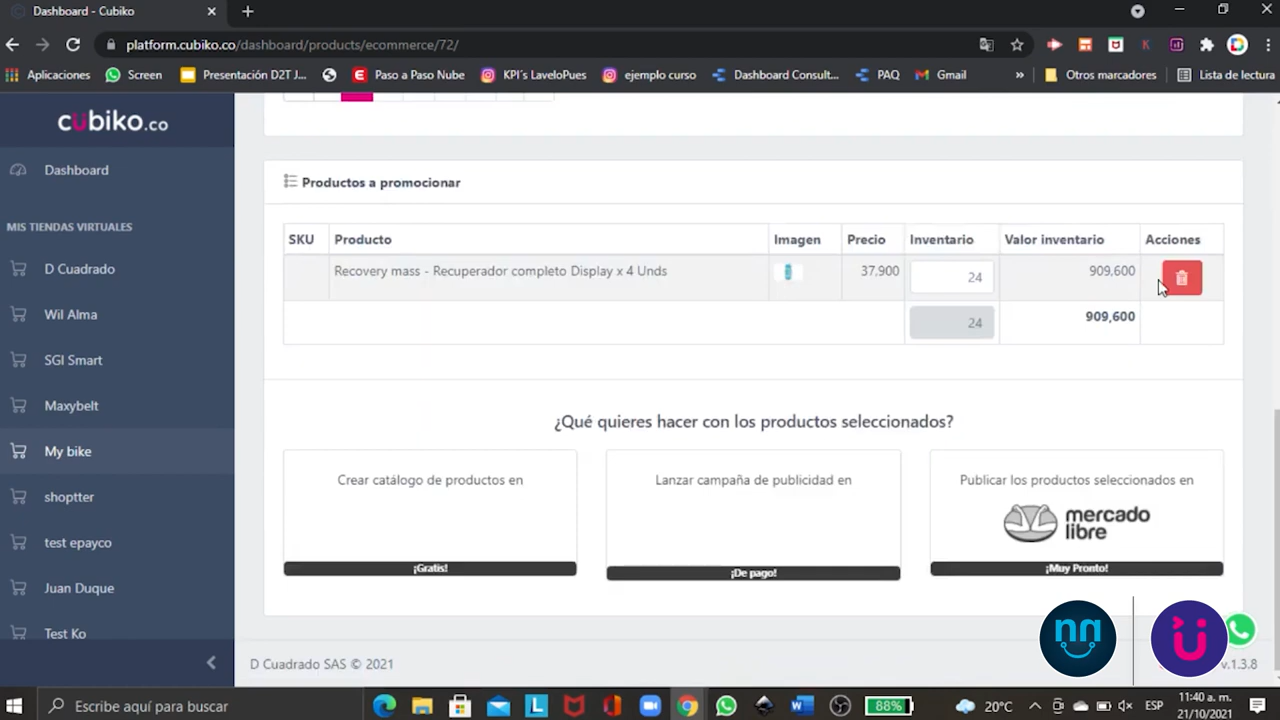 Dashboard - Cubiko
platform.cubiko.co/dashboard/products/ecommerce/72/
Aplicaciones Screen Presentación D2T J... Paso a Paso Nube KPI´s LaveloPues ejemplo curso Dashboard Consult... PAQ Gmail » Otros marcadores Lista de lectura
cubiko.co
Dashboard
MIS TIENDAS VIRTUALES
D Cuadrado
Wil Alma
SGI Smart
Maxybelt
My bike
shoptter
test epayco
Juan Duque
Test Ko
Productos a promocionar
SKU Producto Imagen Precio Inventario Valor inventario Acciones
Recovery mass - Recuperador completo Display x 4 Unds 37,900 24 909,600
24 909,600
¿Qué quieres hacer con los productos seleccionados?
Crear catálogo de productos en
¡Gratis!
Lanzar campaña de publicidad en
¡De pago!
Publicar los productos seleccionados en
mercado
libre
¡Muy Pronto!
D Cuadrado SAS © 2021
v.1.3.8
Escribe aquí para buscar
88%
20°C
ESP
11:40 a. m.
21/10/2021